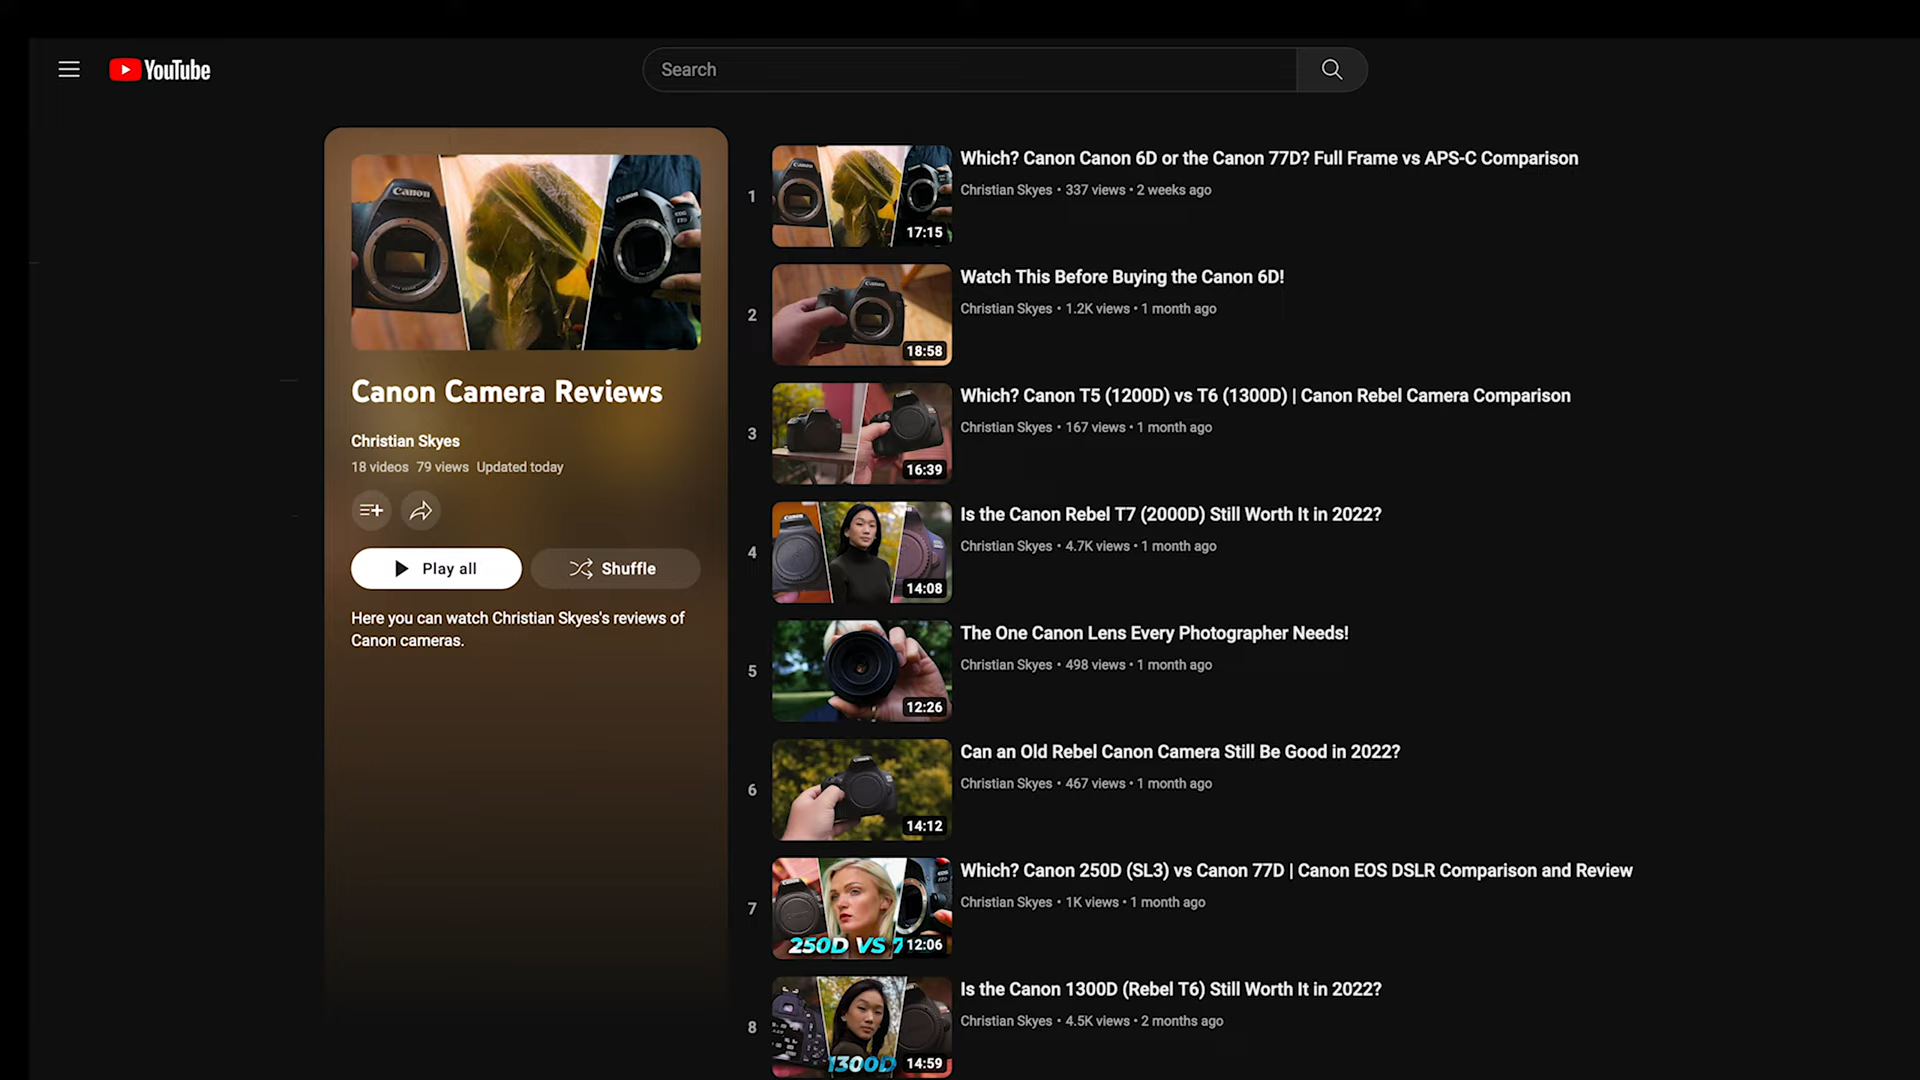 YouTube
Search
Canon
Canon
EOS
77D
Canon Camera Reviews
Christian Skyes
18 videos 79 views Updated today
Play all
Shuffle
Here you can watch Christian Skyes's reviews of
Canon cameras.
1
17:15
Which? Canon Canon 6D or the Canon 77D? Full Frame vs APS-C Comparison
Christian Skyes • 337 views • 2 weeks ago
2
Canon
18:58
Watch This Before Buying the Canon 6D!
Christian Skyes • 1.2K views • 1 month ago
3
16:39
Which? Canon T5 (1200D) vs T6 (1300D) | Canon Rebel Camera Comparison
Christian Skyes • 167 views • 1 month ago
4
14:08
Is the Canon Rebel T7 (2000D) Still Worth It in 2022?
Christian Skyes • 4.7K views • 1 month ago
5
12:26
The One Canon Lens Every Photographer Needs!
Christian Skyes • 498 views • 1 month ago
6
14:12
Can an Old Rebel Canon Camera Still Be Good in 2022?
Christian Skyes • 467 views • 1 month ago
7
250D VS 7
12:06
Which? Canon 250D (SL3) vs Canon 77D | Canon EOS DSLR Comparison and Review
Christian Skyes • 1K views • 1 month ago
8
1300D
14:59
Is the Canon 1300D (Rebel T6) Still Worth It in 2022?
Christian Skyes • 4.5K views • 2 months ago